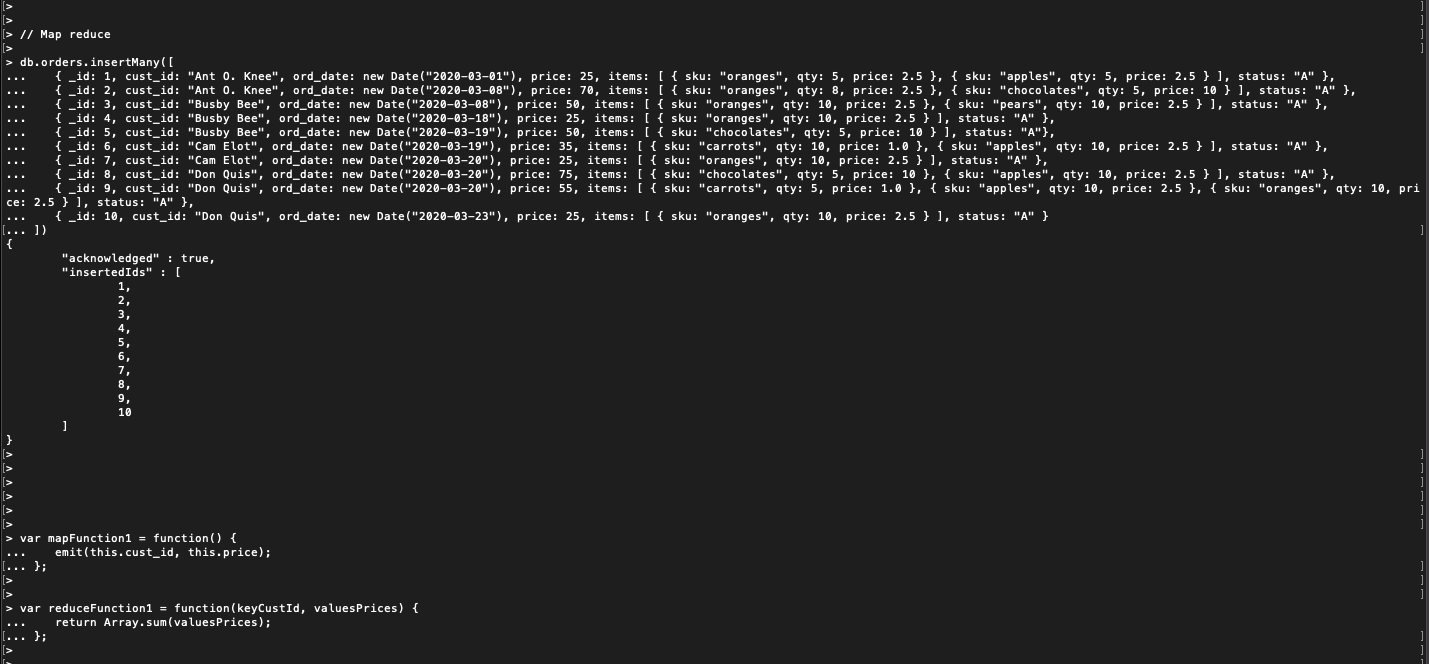 [>                                                                                                    ]
[>                                                                                                    ]
[> // Map reduce                                                                                      ]
[>                                                                                                    ]
> db.orders.insertMany([
...    { _id: 1, cust_id: "Ant O. Knee", ord_date: new Date("2020-03-01"), price: 25, items: [ { sku: "oranges", qty: 5, price: 2.5 }, { sku: "apples", qty: 5, price: 2.5 } ], status: "A" },
...    { _id: 2, cust_id: "Ant O. Knee", ord_date: new Date("2020-03-08"), price: 70, items: [ { sku: "oranges", qty: 8, price: 2.5 }, { sku: "chocolates", qty: 5, price: 10 } ], status: "A" },
...    { _id: 3, cust_id: "Busby Bee", ord_date: new Date("2020-03-08"), price: 50, items: [ { sku: "oranges", qty: 10, price: 2.5 }, { sku: "pears", qty: 10, price: 2.5 } ], status: "A" },
...    { _id: 4, cust_id: "Busby Bee", ord_date: new Date("2020-03-18"), price: 25, items: [ { sku: "oranges", qty: 10, price: 2.5 } ], status: "A" },
...    { _id: 5, cust_id: "Busby Bee", ord_date: new Date("2020-03-19"), price: 50, items: [ { sku: "chocolates", qty: 5, price: 10 } ], status: "A"},
...    { _id: 6, cust_id: "Cam Elot", ord_date: new Date("2020-03-19"), price: 35, items: [ { sku: "carrots", qty: 10, price: 1.0 }, { sku: "apples", qty: 10, price: 2.5 } ], status: "A" },
...    { _id: 7, cust_id: "Cam Elot", ord_date: new Date("2020-03-20"), price: 25, items: [ { sku: "oranges", qty: 10, price: 2.5 } ], status: "A" },
...    { _id: 8, cust_id: "Don Quis", ord_date: new Date("2020-03-20"), price: 75, items: [ { sku: "chocolates", qty: 5, price: 10 }, { sku: "apples", qty: 10, price: 2.5 } ], status: "A" },
...    { _id: 9, cust_id: "Don Quis", ord_date: new Date("2020-03-20"), price: 55, items: [ { sku: "carrots", qty: 5, price: 1.0 }, { sku: "apples", qty: 10, price: 2.5 }, { sku: "oranges", qty: 10, pri
ce: 2.5 } ], status: "A" },
...    { _id: 10, cust_id: "Don Quis", ord_date: new Date("2020-03-23"), price: 25, items: [ { sku: "oranges", qty: 10, price: 2.5 } ], status: "A" }
[... ])                                                                                               ]
{
        "acknowledged" : true,
        "insertedIds" : [
                1,
                2,
                3,
                4,
                5,
                6,
                7,
                8,
                9,
                10
        ]
}
[>                                                                                                    ]
[>                                                                                                    ]
[>                                                                                                    ]
[>                                                                                                    ]
[>                                                                                                    ]
[>                                                                                                    ]
> var mapFunction1 = function() {
...    emit(this.cust_id, this.price);
[... };                                                                                               ]
[>                                                                                                    ]
[>                                                                                                    ]
> var reduceFunction1 = function(keyCustId, valuesPrices) {
...    return Array.sum(valuesPrices);
[... };                                                                                               ]
[>                                                                                                    ]
[>                                                                                                    ]